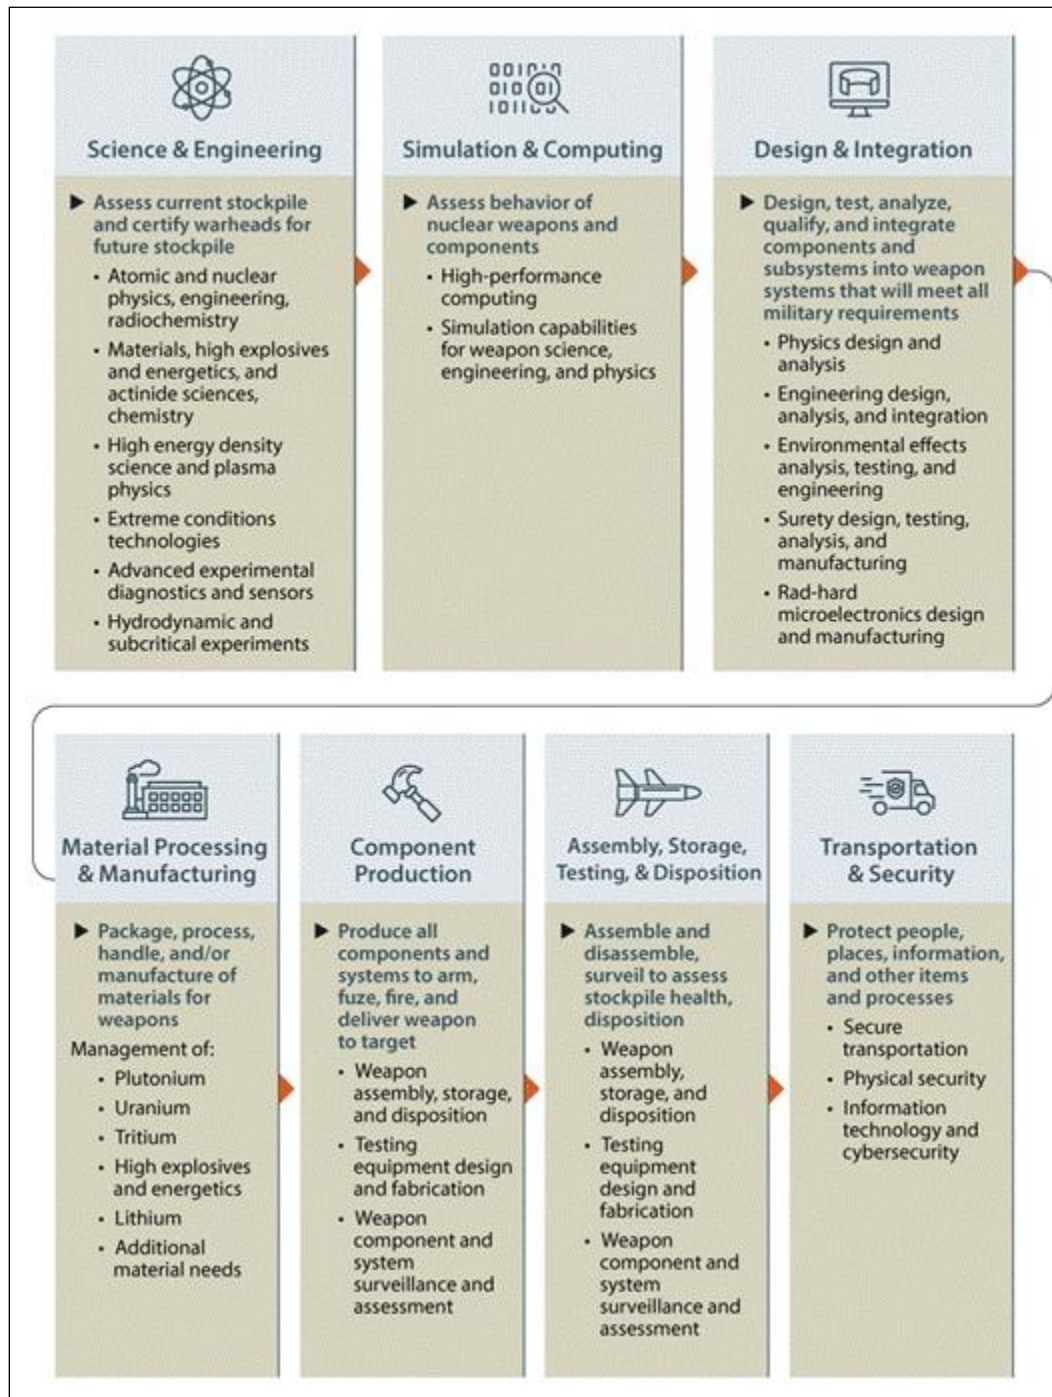 001010
010 01
10110
Science & Engineering
▶ Assess current stockpile
and certify warheads for
future stockpile
• Atomic and nuclear
physics, engineering,
radiochemistry
• Materials, high explosives
and energetics, and
actinide sciences,
chemistry
• High energy density
science and plasma
physics
• Extreme conditions
technologies
• Advanced experimental
diagnostics and sensors
• Hydrodynamic and
subcritical experiments
Simulation & Computing
▶ Assess behavior of
nuclear weapons and
components
• High-performance
computing
• Simulation capabilities
for weapon science,
engineering, and physics
Design & Integration
▶ Design, test, analyze,
qualify, and integrate
components and
subsystems into weapon
systems that will meet all
military requirements
• Physics design and
analysis
• Engineering design,
analysis, and integration
• Environmental effects
analysis, testing, and
engineering
• Surety design, testing,
analysis, and
manufacturing
• Rad-hard
microelectronics design
and manufacturing
Material Processing
& Manufacturing
▶ Package, process,
handle, and/or
manufacture of
materials for
weapons
Management of:
• Plutonium
• Uranium
• Tritium
• High explosives
and energetics
• Lithium
• Additional
material needs
Component
Production
▶ Produce all
components and
systems to arm,
fuze, fire, and
deliver weapon
to target
• Weapon
assembly, storage,
and disposition
• Testing
equipment design
and fabrication
• Weapon
component and
system
surveillance and
assessment
Assembly, Storage,
Testing, & Disposition
▶ Assemble and
disassemble,
surveil to assess
stockpile health,
disposition
• Weapon
assembly,
storage, and
disposition
• Testing
equipment
design and
fabrication
• Weapon
component and
system
surveillance and
assessment
Transportation
& Security
▶ Protect people,
places, information,
and other items
and processes
• Secure
transportation
• Physical security
• Information
technology and
cybersecurity